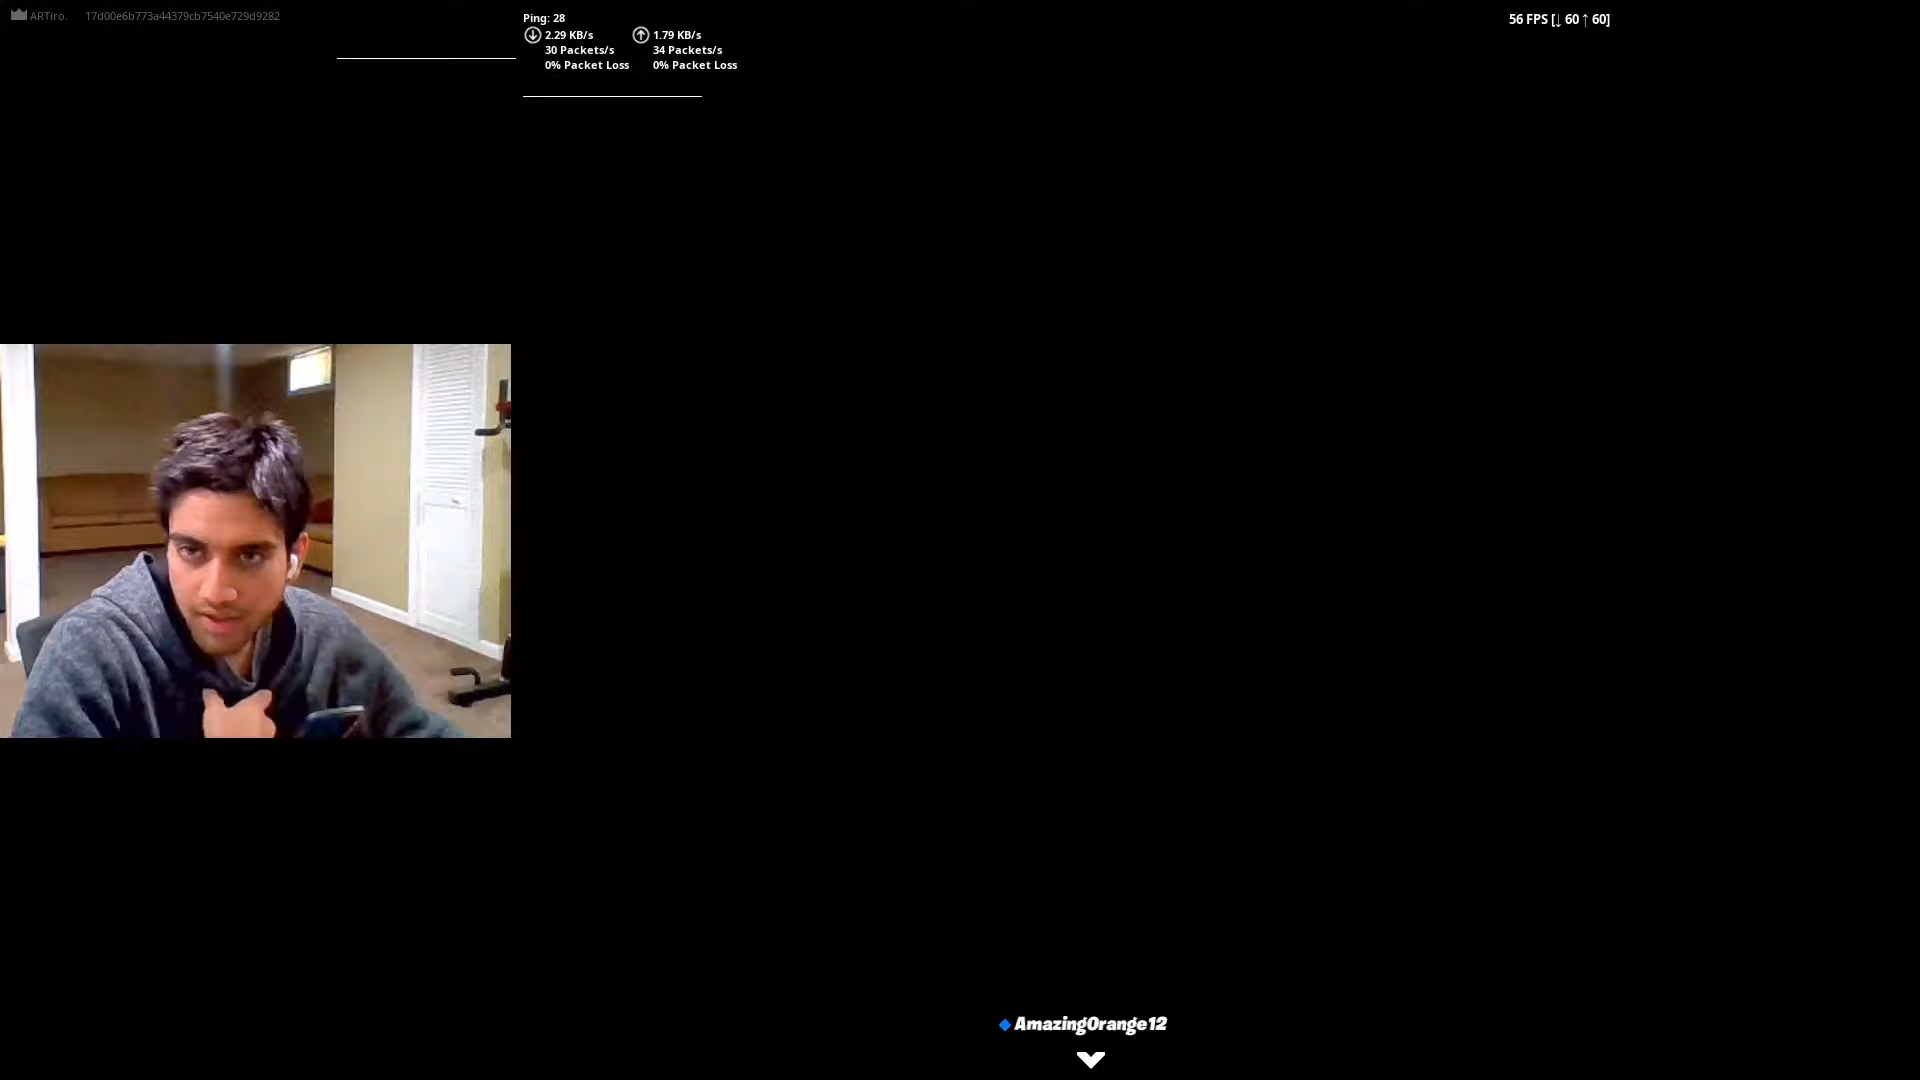 ARTiro. 17d00e6b773a44379cb7540e729d9282
Ping: 28
2.29 KB/s 1.79 KB/s
30 Packets/s 34 Packets/s
0% Packet Loss 0% Packet Loss
56 FPS [↓ 60 ↑ 60]
AmazingOrange12